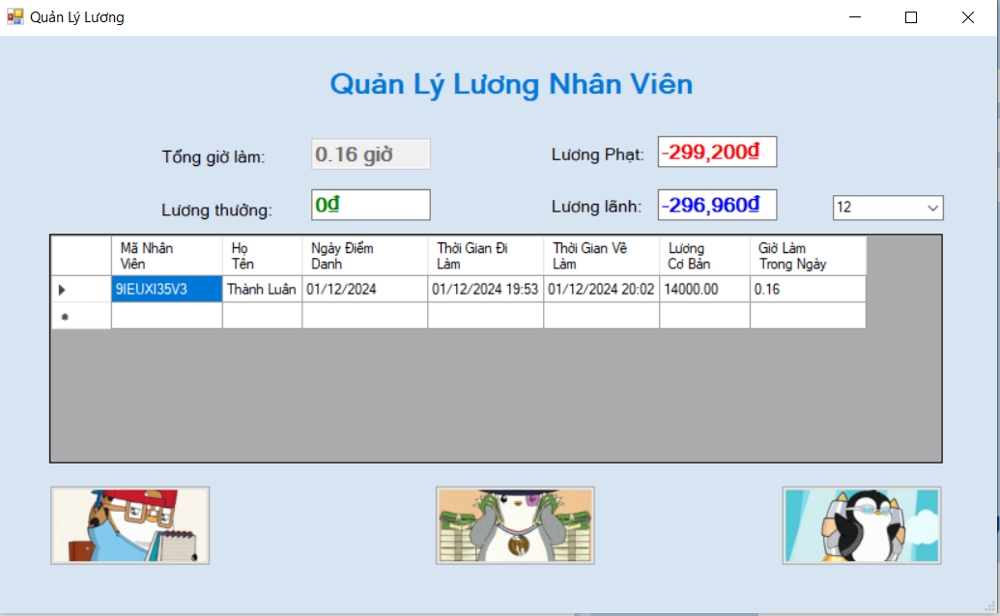 Quản Lý Lương
Quản Lý Lương Nhân Viên
Tổng giờ làm: 0.16 giờ Lương Phạt: -299,200₫
Lương thưởng: 0₫ Lương lãnh: -296,960₫ 12
Mã Nhân Họ Ngày Điểm Thời Gian Đi Thời Gian Về Lương Giờ Làm
Viên Tên Danh Làm Làm Cơ Bản Trong Ngày
9IEUXI35V3 Thành Luân 01/12/2024 01/12/2024 19:53 01/12/2024 20:02 14000.00 0.16